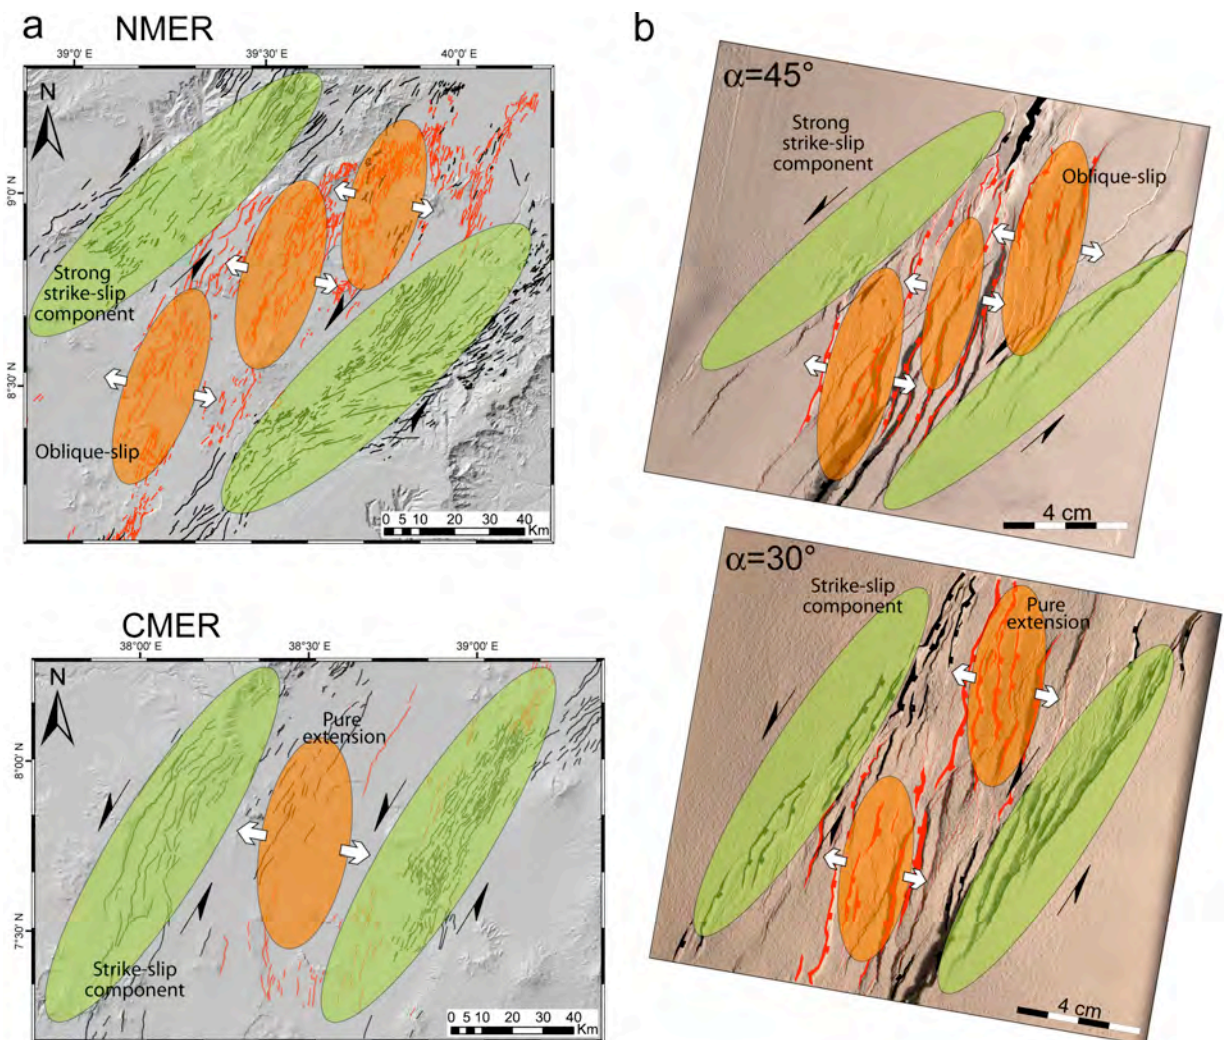 a
NMER
39°0' E
39°30' E
40°0' E
N
9°0' N
8°30' N
Strong
strike-slip
component
Oblique-slip
0 5 10 20 30 40
Km
b
α=45°
Strong
strike-slip
component
Oblique-slip
4 cm
CMER
38°0' E
38°30' E
39°0' E
N
8°00' N
7°30' N
Pure
extension
Strike-slip
component
0 5 10 20 30 40
Km
α=30°
Strike-slip
component
Pure
extension
4 cm